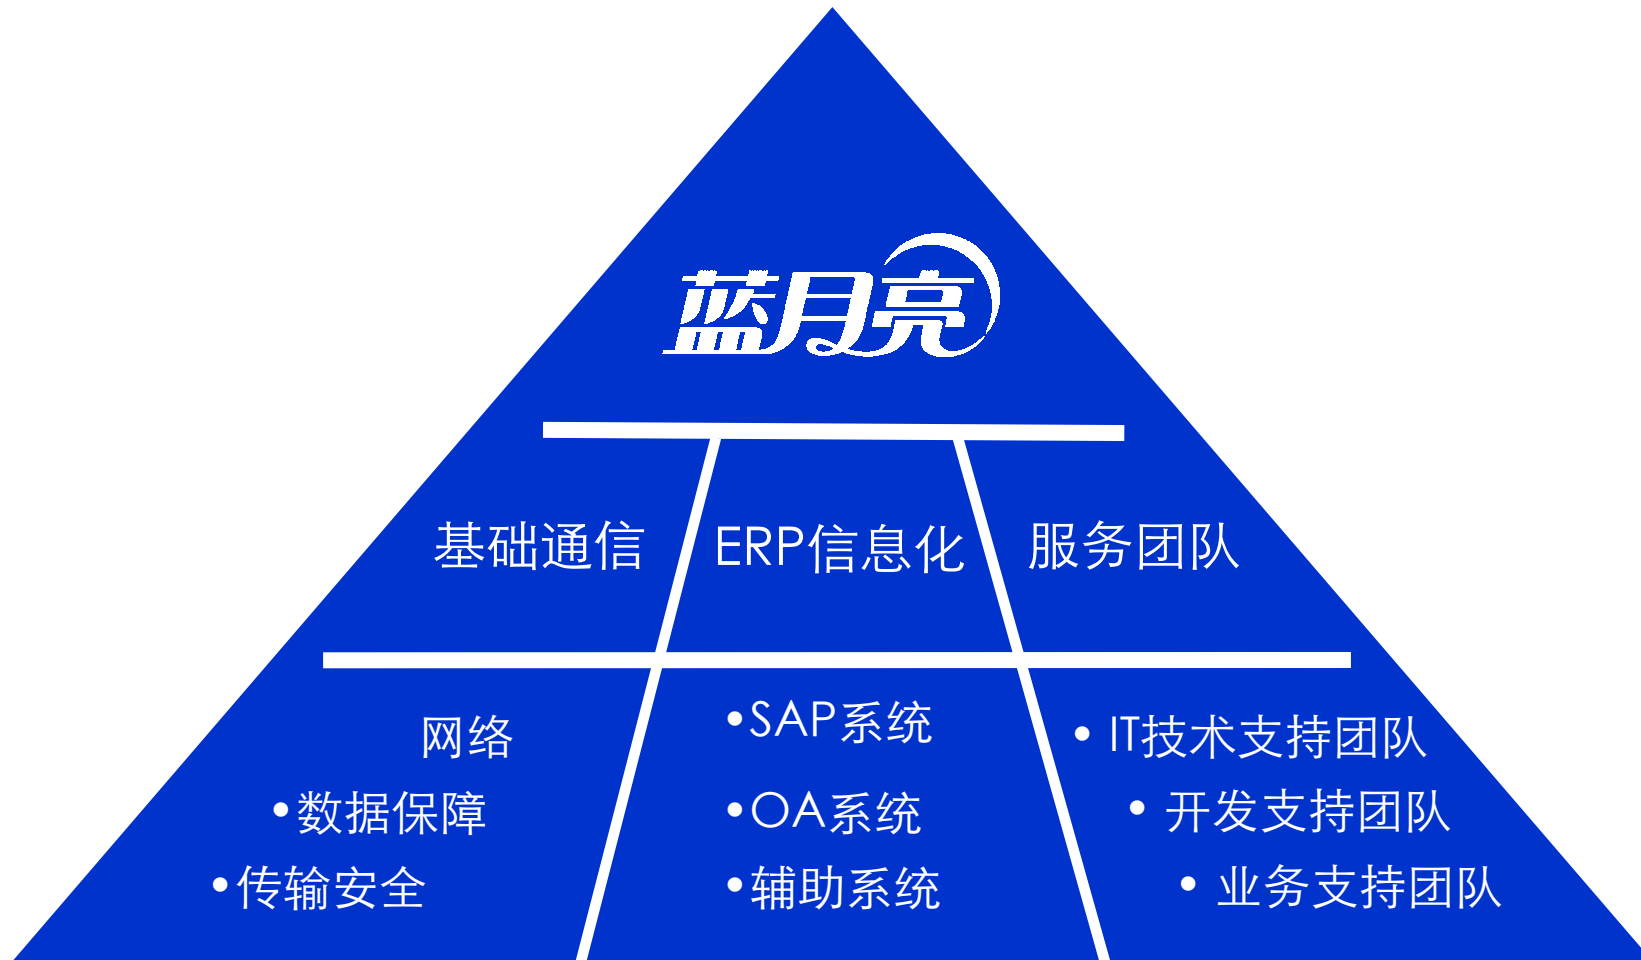 蓝月亮
基础通信
ERP信息化
服务团队
网络
•数据保障
•传输安全
•SAP系统
•OA系统
•辅助系统
• IT技术支持团队
• 开发支持团队
• 业务支持团队